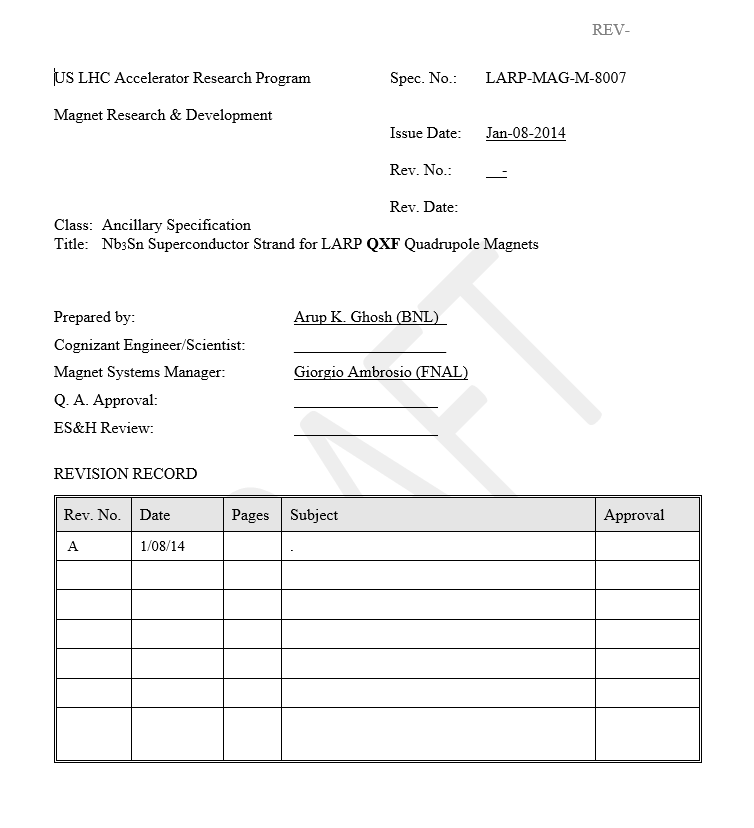 REV-
US LHC Accelerator Research Program Spec. No.: LARP-MAG-M-8007
Magnet Research & Development
Issue Date: Jan-08-2014
Rev. No.: -
Rev. Date:
Class: Ancillary Specification
Title: Nb₃Sn Superconductor Strand for LARP QXF Quadrupole Magnets
Prepared by: Arup K. Ghosh (BNL)
Cognizant Engineer/Scientist:
Magnet Systems Manager: Giorgio Ambrosio (FNAL)
Q. A. Approval:
ES&H Review:
DRAFT
REVISION RECORD
Rev. No. Date Pages Subject Approval
A 1/08/14 .